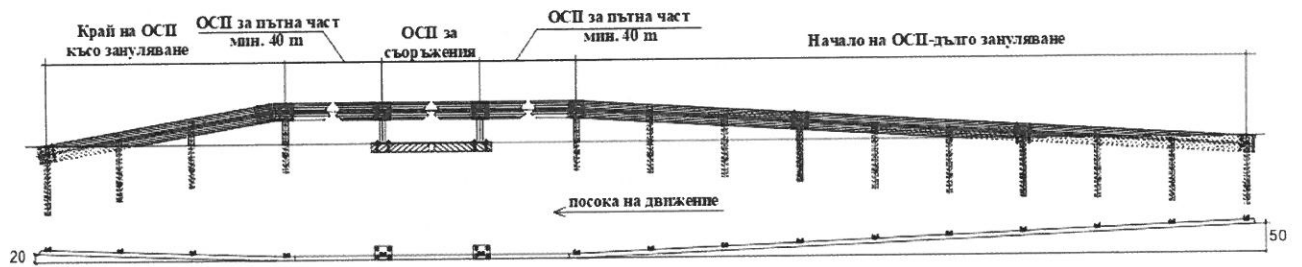 Край на ОСП
късо зануляване
ОСП за пътна част
мин. 40 m
ОСП за
съоръжения
ОСП за пътна част
мин. 40 m
Начало на ОСП-дълго зануляване
посока на движение
20
50